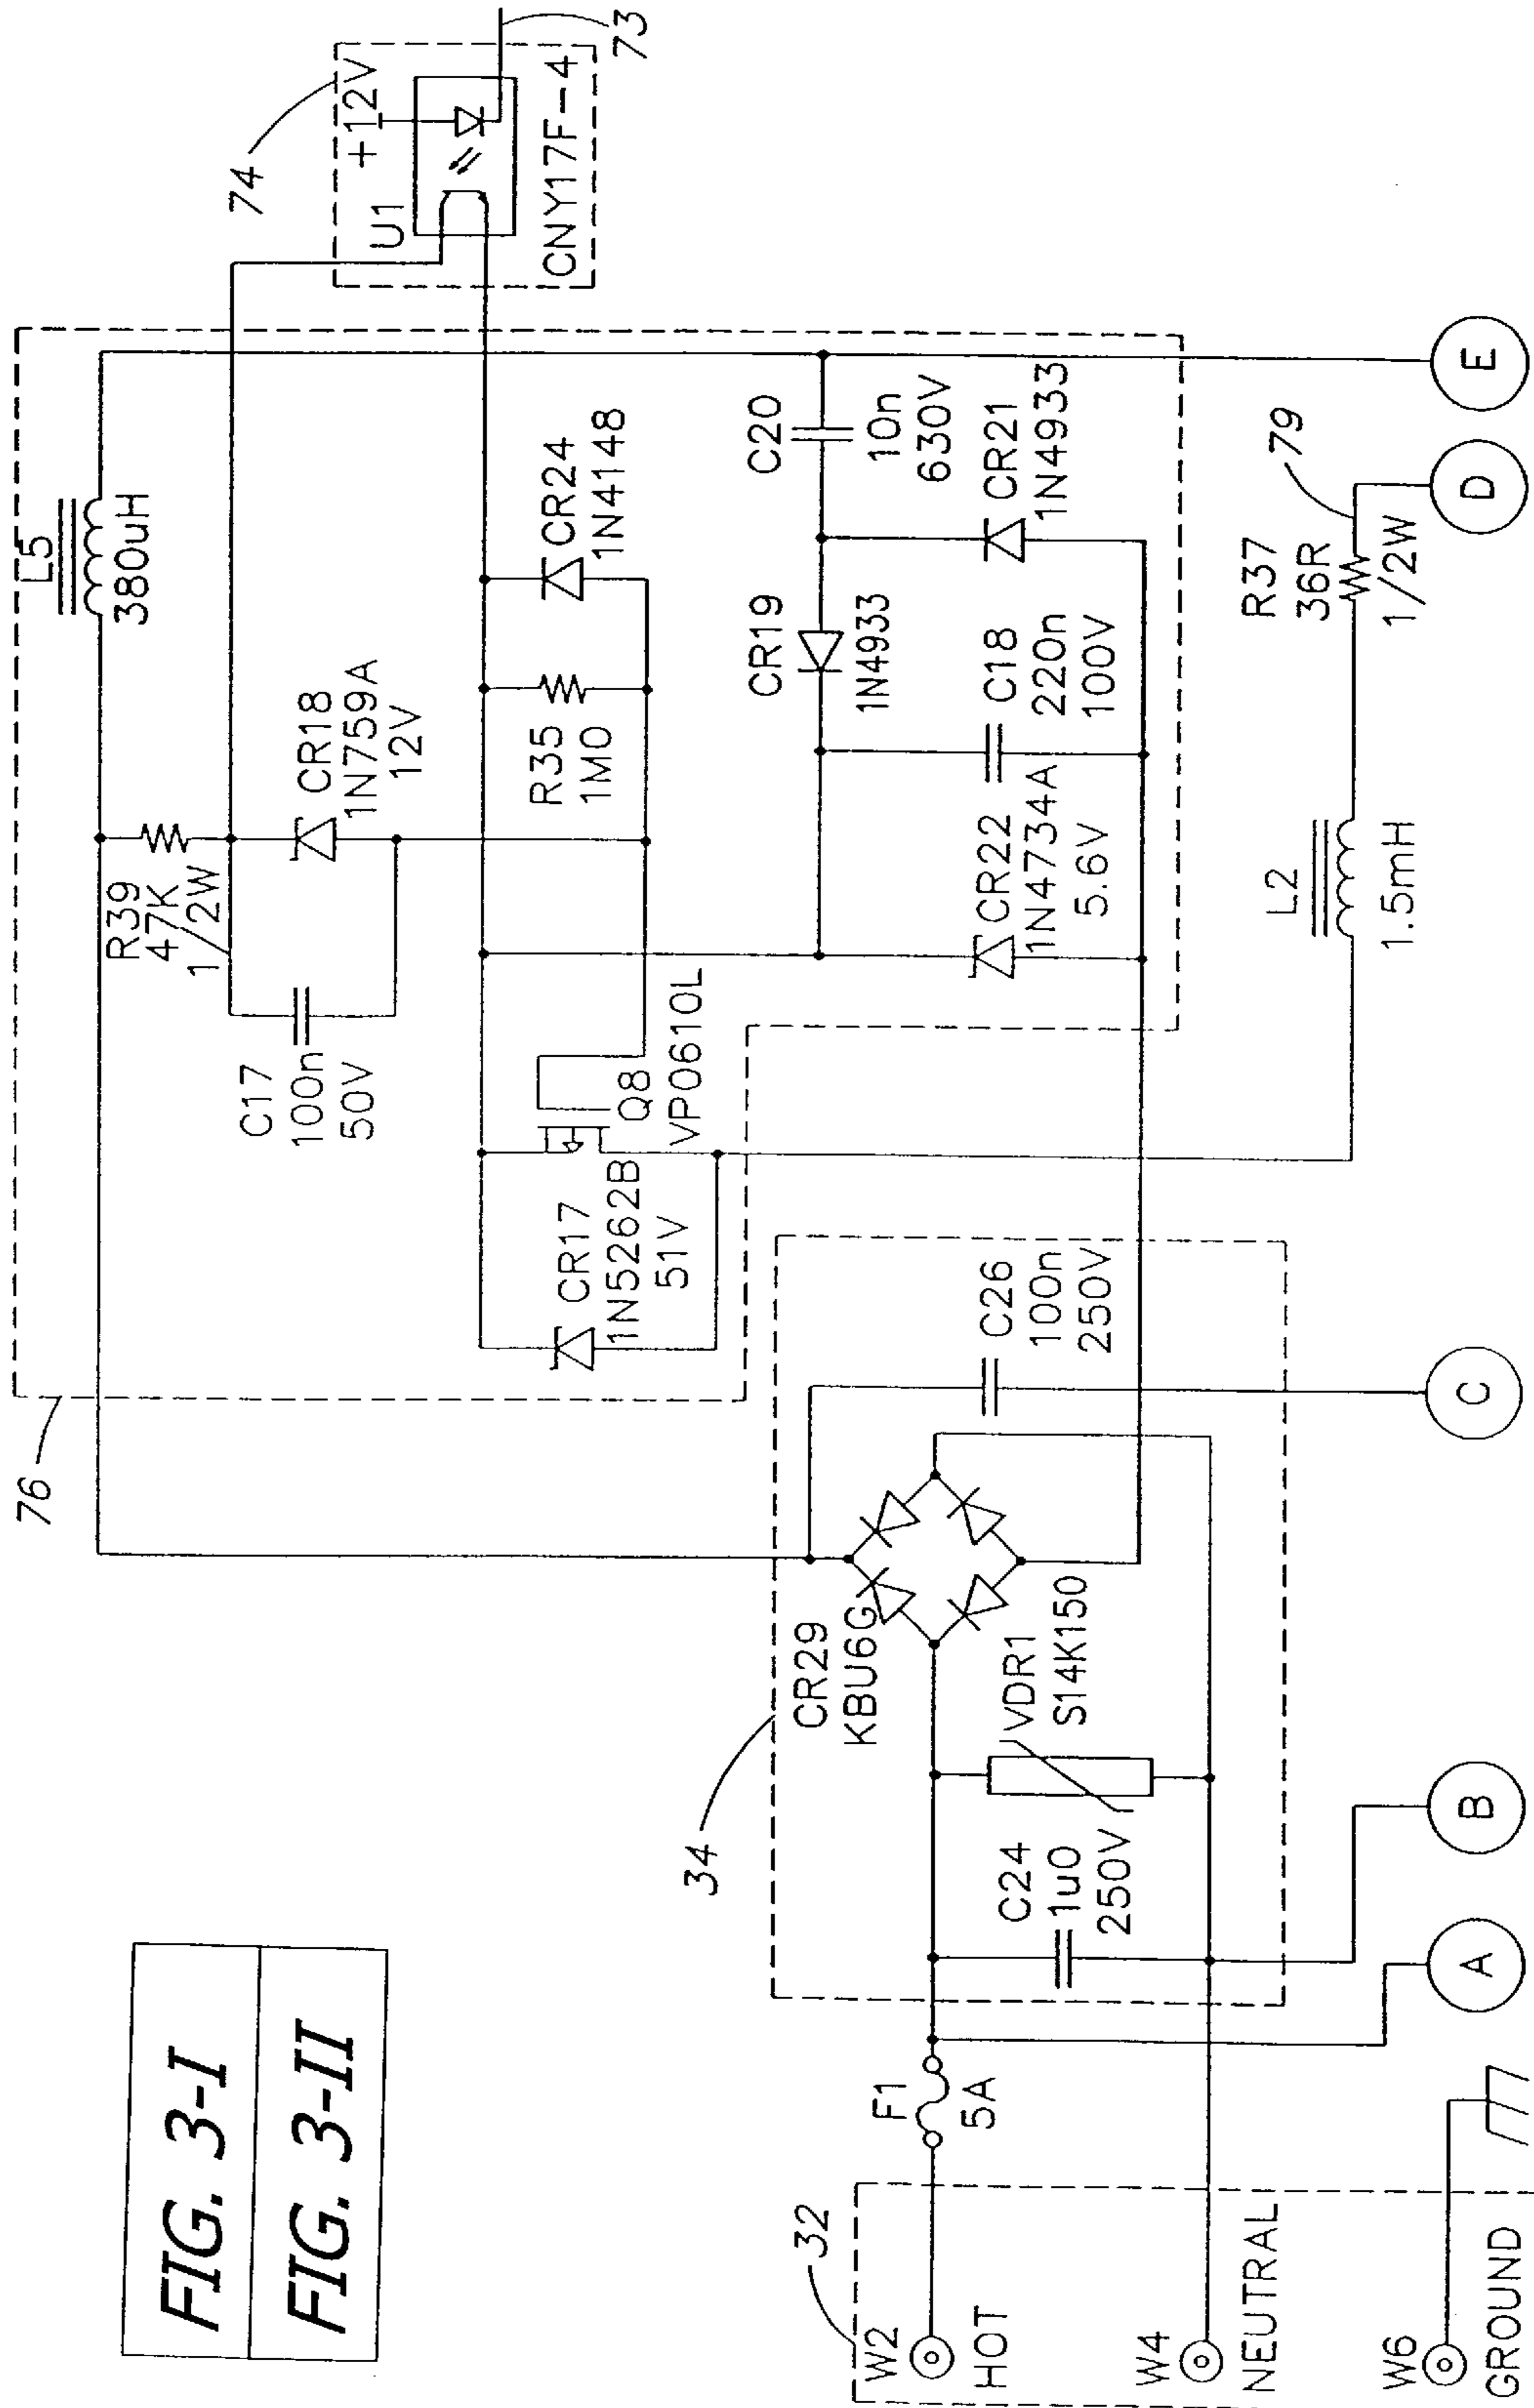 FIG. 3-I
FIG. 3-II
76
L5
380uH
R39
47K
1/2W
C17
100n
50V
CR18
1N759A
12V
74
+12V
U1
CNY17F-4
73
CR17
1N5262B
51V
Q8
VP0610L
R35
1M0
CR24
1N4148
C20
10n
630V
CR19
1N4933
CR21
1N4933
C18
220n
100V
CR22
1N4734A
5.6V
34
CR29
KBU6G
C26
100n
250V
VDR1
S14K150
C24
1u0
250V
F1
5A
32
W2
HOT
W4
NEUTRAL
W6
GROUND
L2
1.5mH
R37
36R
1/2W
79
A
B
C
D
E